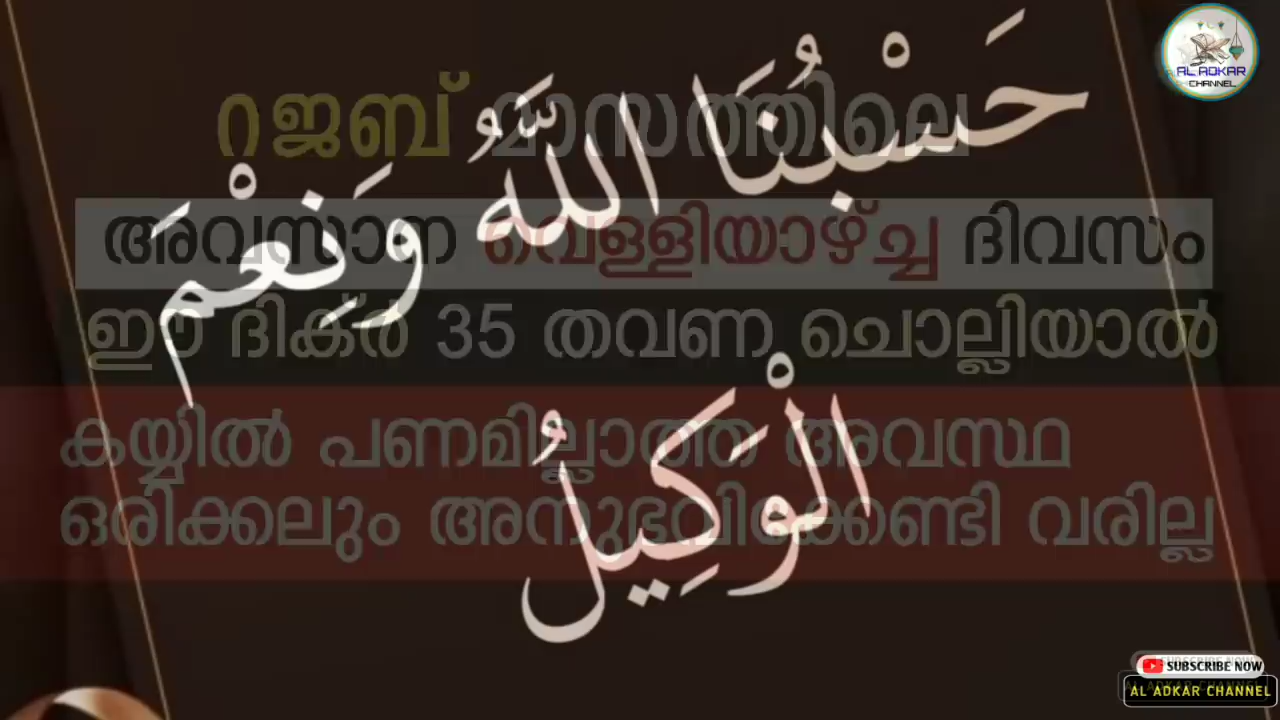 حَسْبُنَا اللَّهُ وَنِعْمَ
الْوَكِيلُ
റജബ് മാസത്തിലെ
അവസാന വെള്ളിയാഴ്ച്ച ദിവസം
ഈ ദിക്ർ 35 തവണ ചൊല്ലിയാൽ
കയ്യിൽ പണമില്ലാത്ത അവസ്ഥ
ഒരിക്കലും അനുഭവിക്കേണ്ടി വരില്ല
AL ADKAR
CHANNEL
SUBSCRIBE NOW
AL ADKAR CHANNEL